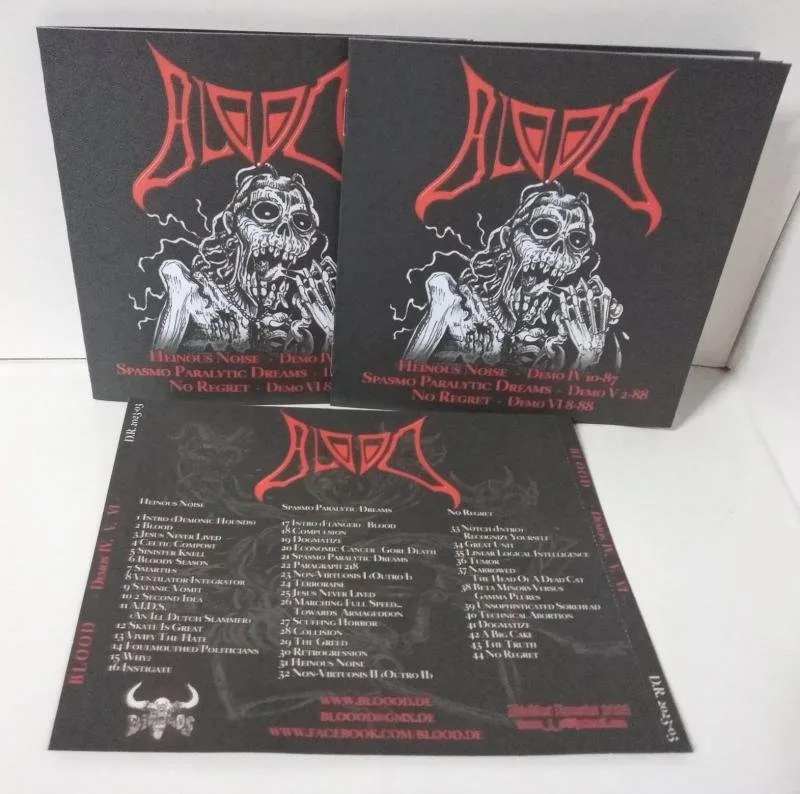 BLOOD
HEINOUS NOISE · DEMO IV
SPASMO PARALYTIC DREAMS ·
NO REGRET · DEMO VI 8
BLOOD
HEINOUS NOISE · DEMO IV 10-87
SPASMO PARALYTIC DREAMS · DEMO V 2-88
NO REGRET · DEMO VI 8-88
D.R. 2023-03
BLOOD
BLOOD - DEMOS IV, V, VI -
HEINOUS NOISE
1 INTRO (DEMONIC HOUNDS)
2 BLOOD
3 JESUS NEVER LIVED
4 CELTIC COMPOST
5 SINISTER KNELL
6 BLOODY SEASON
7 SMARTIES
8 VENTILATOR INTEGRATOR
9 SATANIC VOMIT
10 2 SECOND IDEA
11 A.I.D.S.
(AN ILL DUTCH SLAMMER)
12 SKATE IS GREAT
13 VIVIFY THE HATE
14 FOULMOUTHED POLITICIANS
15 WHY?
16 INSTIGATE
SPASMO PARALYTIC DREAMS
17 INTRO (FLANGER) BLOOD
18 COMPULSION
19 DOGMATIZE
20 ECONOMIC CANCER GORI DEATH
21 SPASMO PARALYTIC DREAMS
22 PARAGRAPH 218
23 NON-VIRTUOSIS I (OUTRO I)
24 TERRORAISE
25 JESUS NEVER LIVED
26 MARCHING FULL SPEED...
TOWARDS ARMAGEDDON
27 SCUFFING HORROR
28 COLLISION
29 THE GREED
30 RETROGRESSION
31 HEINOUS NOISE
32 NON-VIRTUOSIS II (OUTRO II)
NO REGRET
33 NOTCH (INTRO)
RECOGNIZE YOURSELF
34 GREAT UNIT
35 LINEAR LOGICAL INTELLIGENCE
36 TUMOR
37 NARROWED
THE HEAD OF A DEAD CAT
38 BETA MINORS VERSUS
GAMMA PLURES
39 UNSOPHISTICATED SOREHEAD
40 TECHNICAL ABORTION
41 DOGMATIZE
42 A BIG CAKE
43 THE TRUTH
44 NO REGRET
BLOOD - DEMOS IV, V, VI -
WWW.BLOOOD.DE
BLOOOD@GMX.DE
WWW.FACEBOOK.COM-BLOOD.DE
D.R. 2023-03